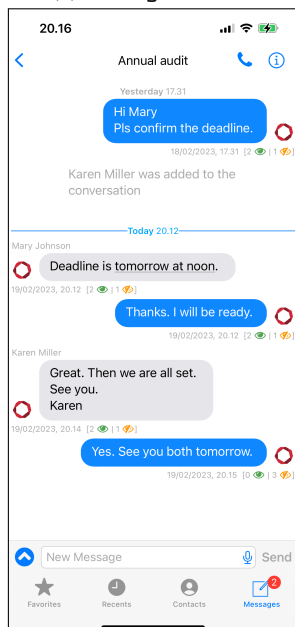 20.16
Annual audit
Yesterday 17.31
Hi Mary
Pls confirm the deadline.
18/02/2023, 17.31 [2 | 1 ]
Karen Miller was added to the
conversation
Today 20.12
Mary Johnson
Deadline is tomorrow at noon.
19/02/2023, 20.12 [2 | 1 ]
Thanks. I will be ready.
19/02/2023, 20.12 [2 | 1 ]
Karen Miller
Great. Then we are all set.
See you.
Karen
19/02/2023, 20.14 [2 | 1 ]
Yes. See you both tomorrow.
19/02/2023, 20.15 [0 | 3 ]
New Message
Send
2
Favorites
Recents
Contacts
Messages